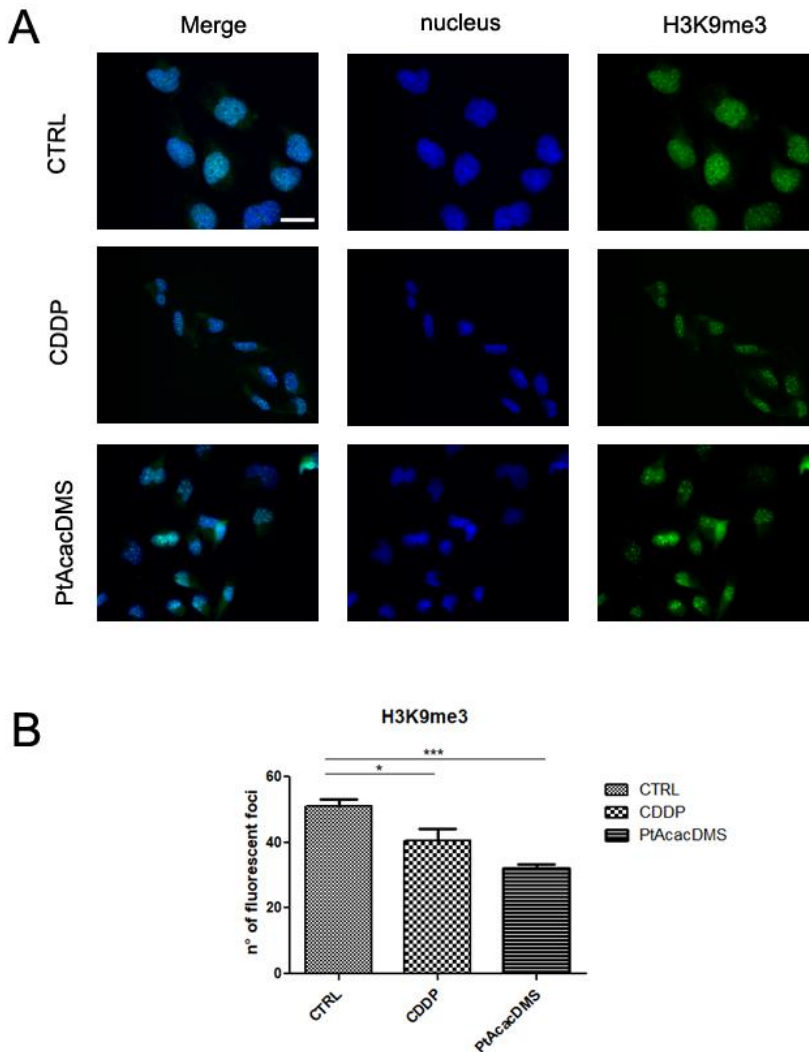 A
Merge nucleus H3K9me3
CTRL
CDDP
PtAcacDMS
B
H3K9me3
***
*
n° of fluorescent foci
60
40
20
0
CTRL
CDDP
PtAcacDMS
CTRL
CDDP
PtAcacDMS